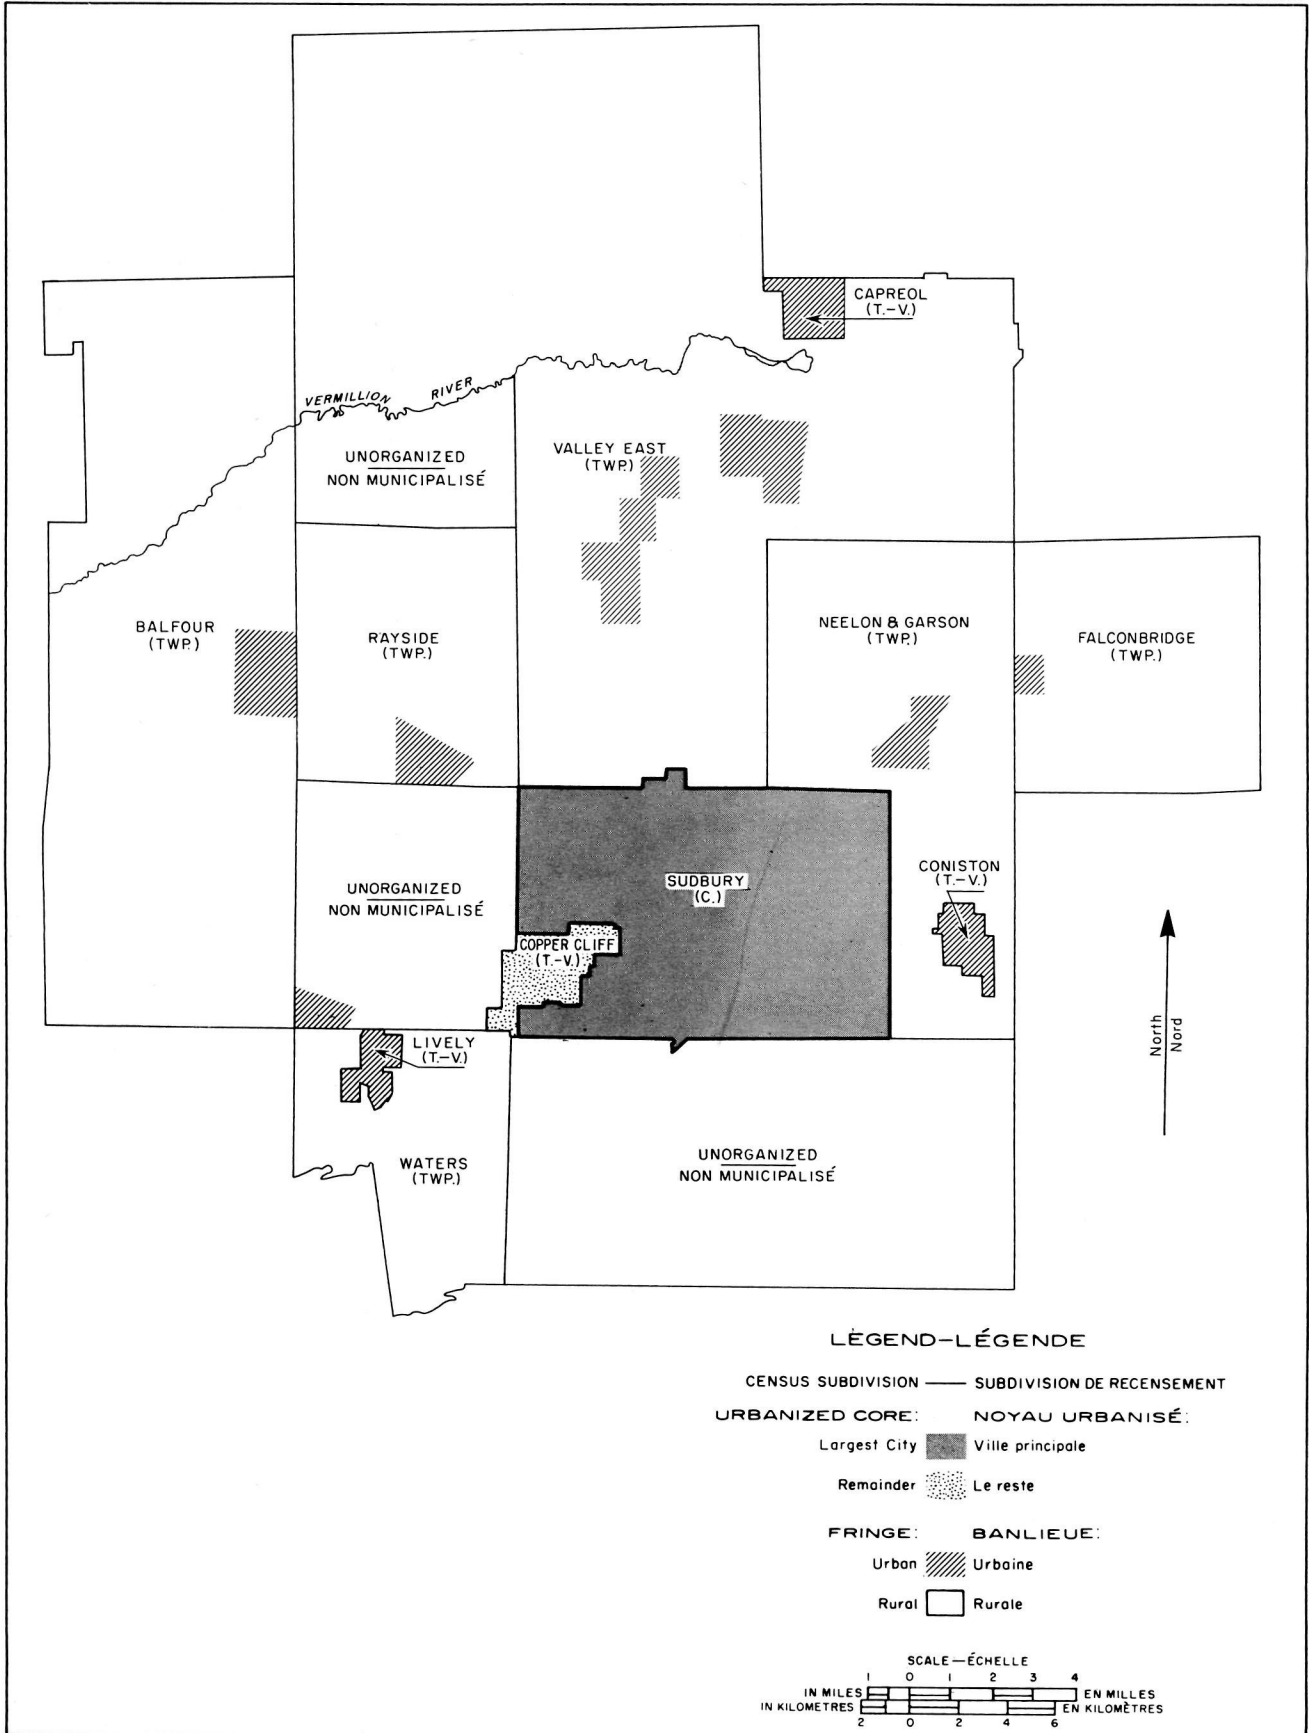 CAPREOL
(T.-V.)
VERMILLION RIVER
UNORGANIZED
NON MUNICIPALISÉ
VALLEY EAST
(TWP.)
BALFOUR
(TWP.)
RAYSIDE
(TWP.)
NEELON & GARSON
(TWP.)
FALCONBRIDGE
(TWP.)
UNORGANIZED
NON MUNICIPALISÉ
SUDBURY
(C.)
CONISTON
(T.-V.)
COPPER CLIFF
(T.-V.)
LIVELY
(T.-V.)
North
Nord
WATERS
(TWP.)
UNORGANIZED
NON MUNICIPALISÉ
LEGEND-LÉGENDE
CENSUS SUBDIVISION SUBDIVISION DE RECENSEMENT
URBANIZED CORE: NOYAU URBANISÉ:
Largest City Ville principale
Remainder Le reste
FRINGE: BANLIEUE:
Urban Urbaine
Rural Rurale
SCALE-ÉCHELLE
1 0 1 2 3 4
IN MILES EN MILLES
IN KILOMETRES EN KILOMÈTRES
2 0 2 4 6